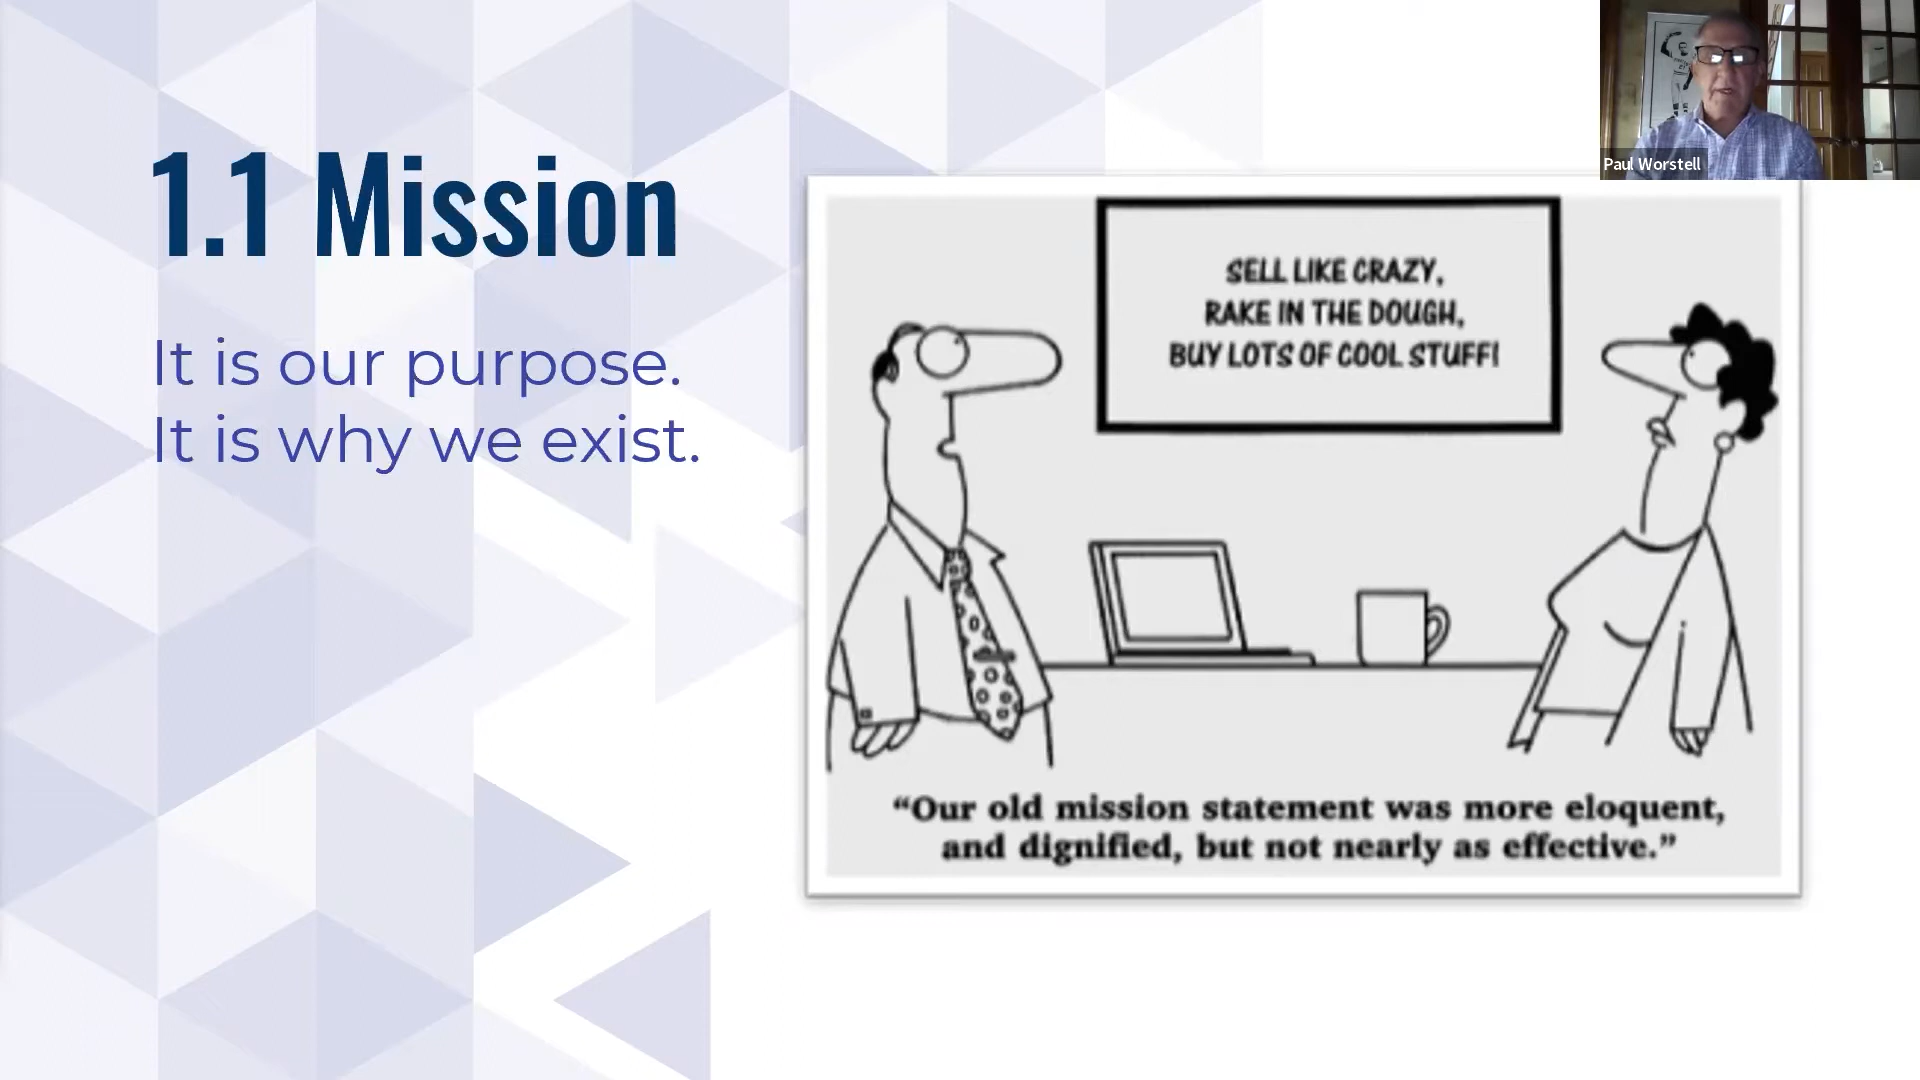 1.1 Mission
It is our purpose.
It is why we exist.
SELL LIKE CRAZY,
RAKE IN THE DOUGH,
BUY LOTS OF COOL STUFF!
“Our old mission statement was more eloquent,
and dignified, but not nearly as effective.”
Paul Worstell